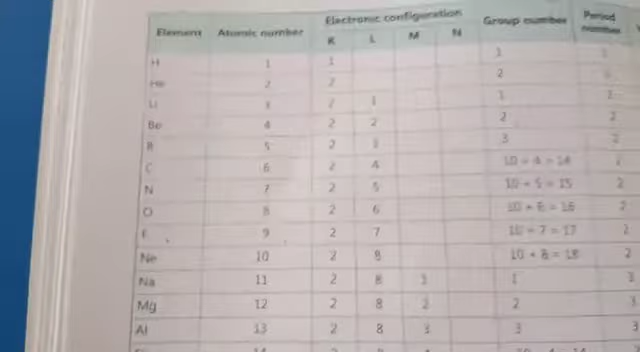 Element Atomic number Electronic configuration Group number Period number
K L M N
H 1 1 1
He 2 2 2
Li 3 2 1 1 2
Be 4 2 2 2 2
B 5 2 3 3 2
C 6 2 4 10 + 4 = 14 2
N 7 2 5 10 + 5 = 15 2
O 8 2 6 10 + 6 = 16 2
F 9 2 7 10 + 7 = 17 2
Ne 10 2 8 10 + 8 = 18 2
Na 11 2 8 1 3
Mg 12 2 8 2 2 3
Al 13 2 8 3 3 3